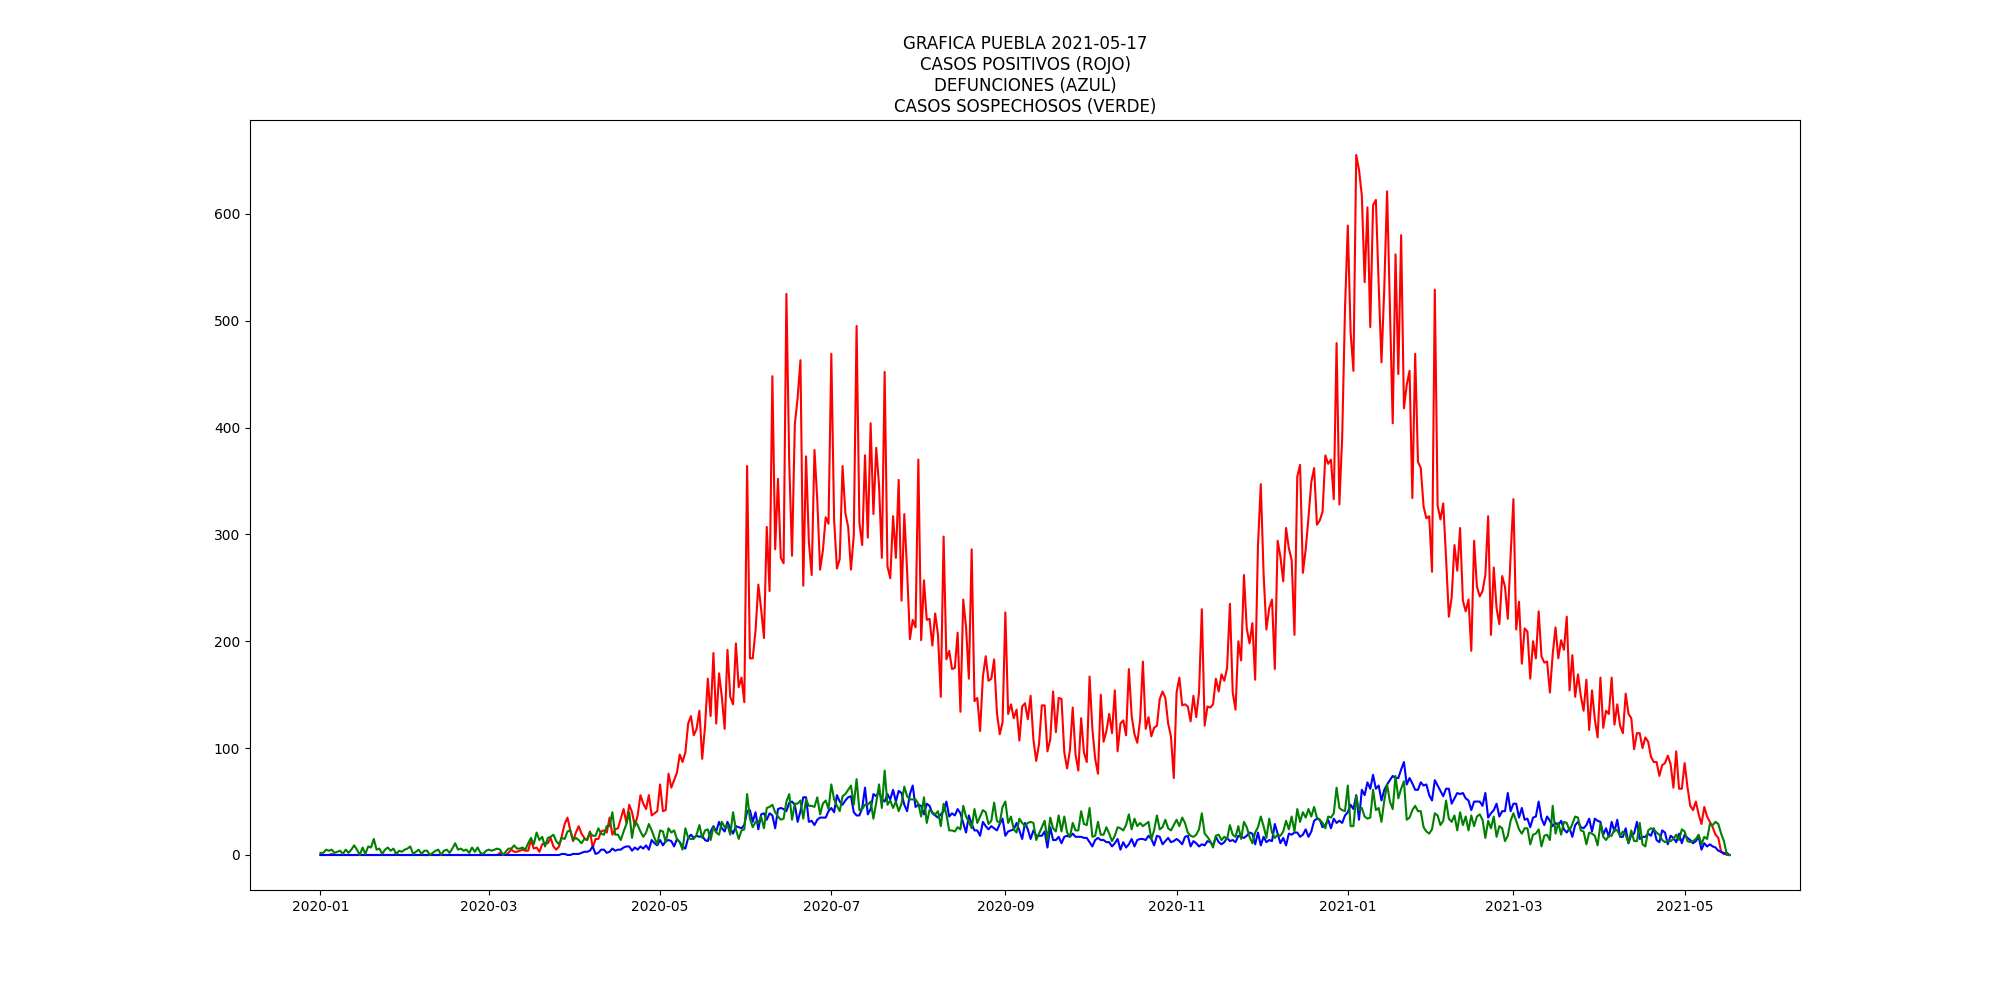 GRAFICA PUEBLA 2021-05-17
CASOS POSITIVOS (ROJO)
DEFUNCIONES (AZUL)
CASOS SOSPECHOSOS (VERDE)
600
500
400
300
200
100
0
2020-01 2020-03 2020-05 2020-07 2020-09 2020-11 2021-01 2021-03 2021-05